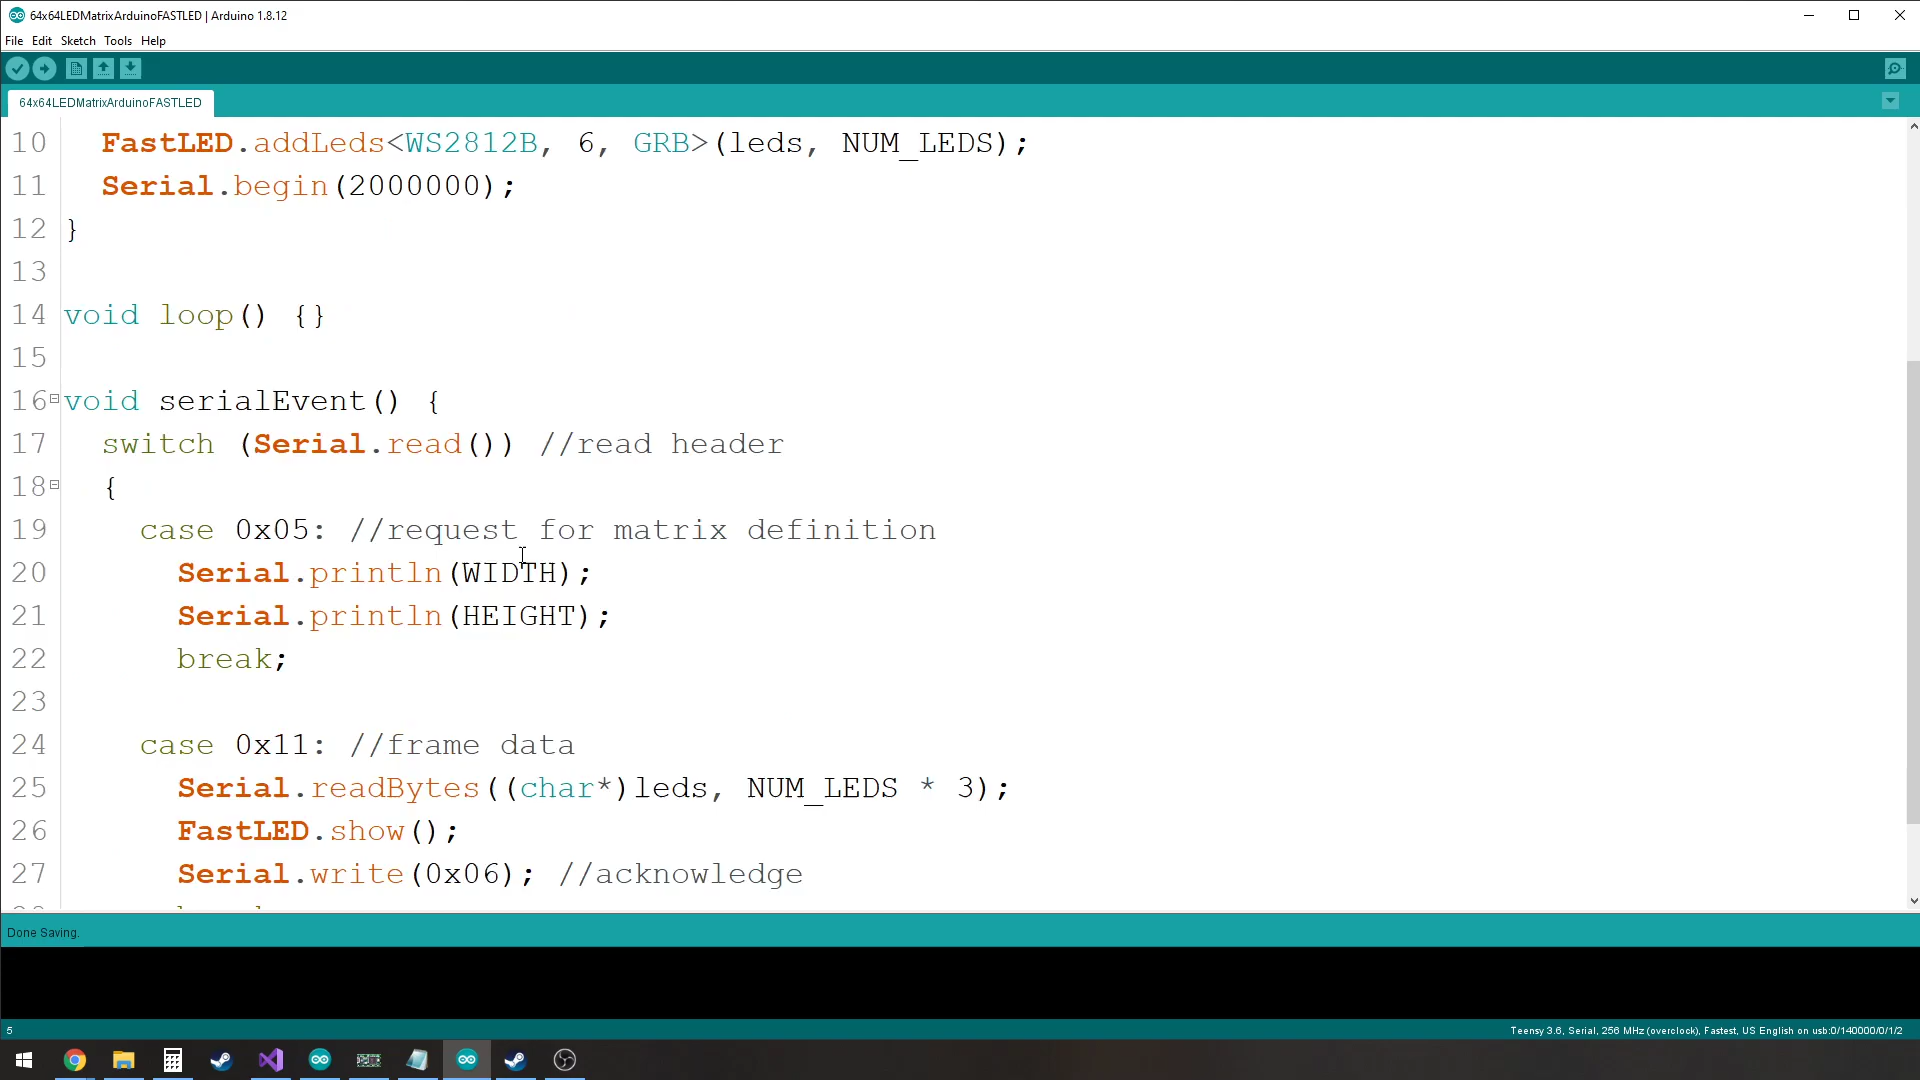 64x64LEDMatrixArduinoFASTLED | Arduino 1.8.12
File Edit Sketch Tools Help
64x64LEDMatrixArduinoFASTLED
10 FastLED.addLeds<WS2812B, 6, GRB>(leds, NUM_LEDS);
11 Serial.begin(2000000);
12 }
13
14 void loop() {}
15
16 void serialEvent() {
17 switch (Serial.read()) //read header
18 {
19 case 0x05: //request for matrix definition
20 Serial.println(WIDTH);
21 Serial.println(HEIGHT);
22 break;
23
24 case 0x11: //frame data
25 Serial.readBytes((char*)leds, NUM_LEDS * 3);
26 FastLED.show();
27 Serial.write(0x06); //acknowledge
Done Saving.
5
Teensy 3.6, Serial, 256 MHz (overclock), Fastest, US English on usb:0/140000/0/1/2